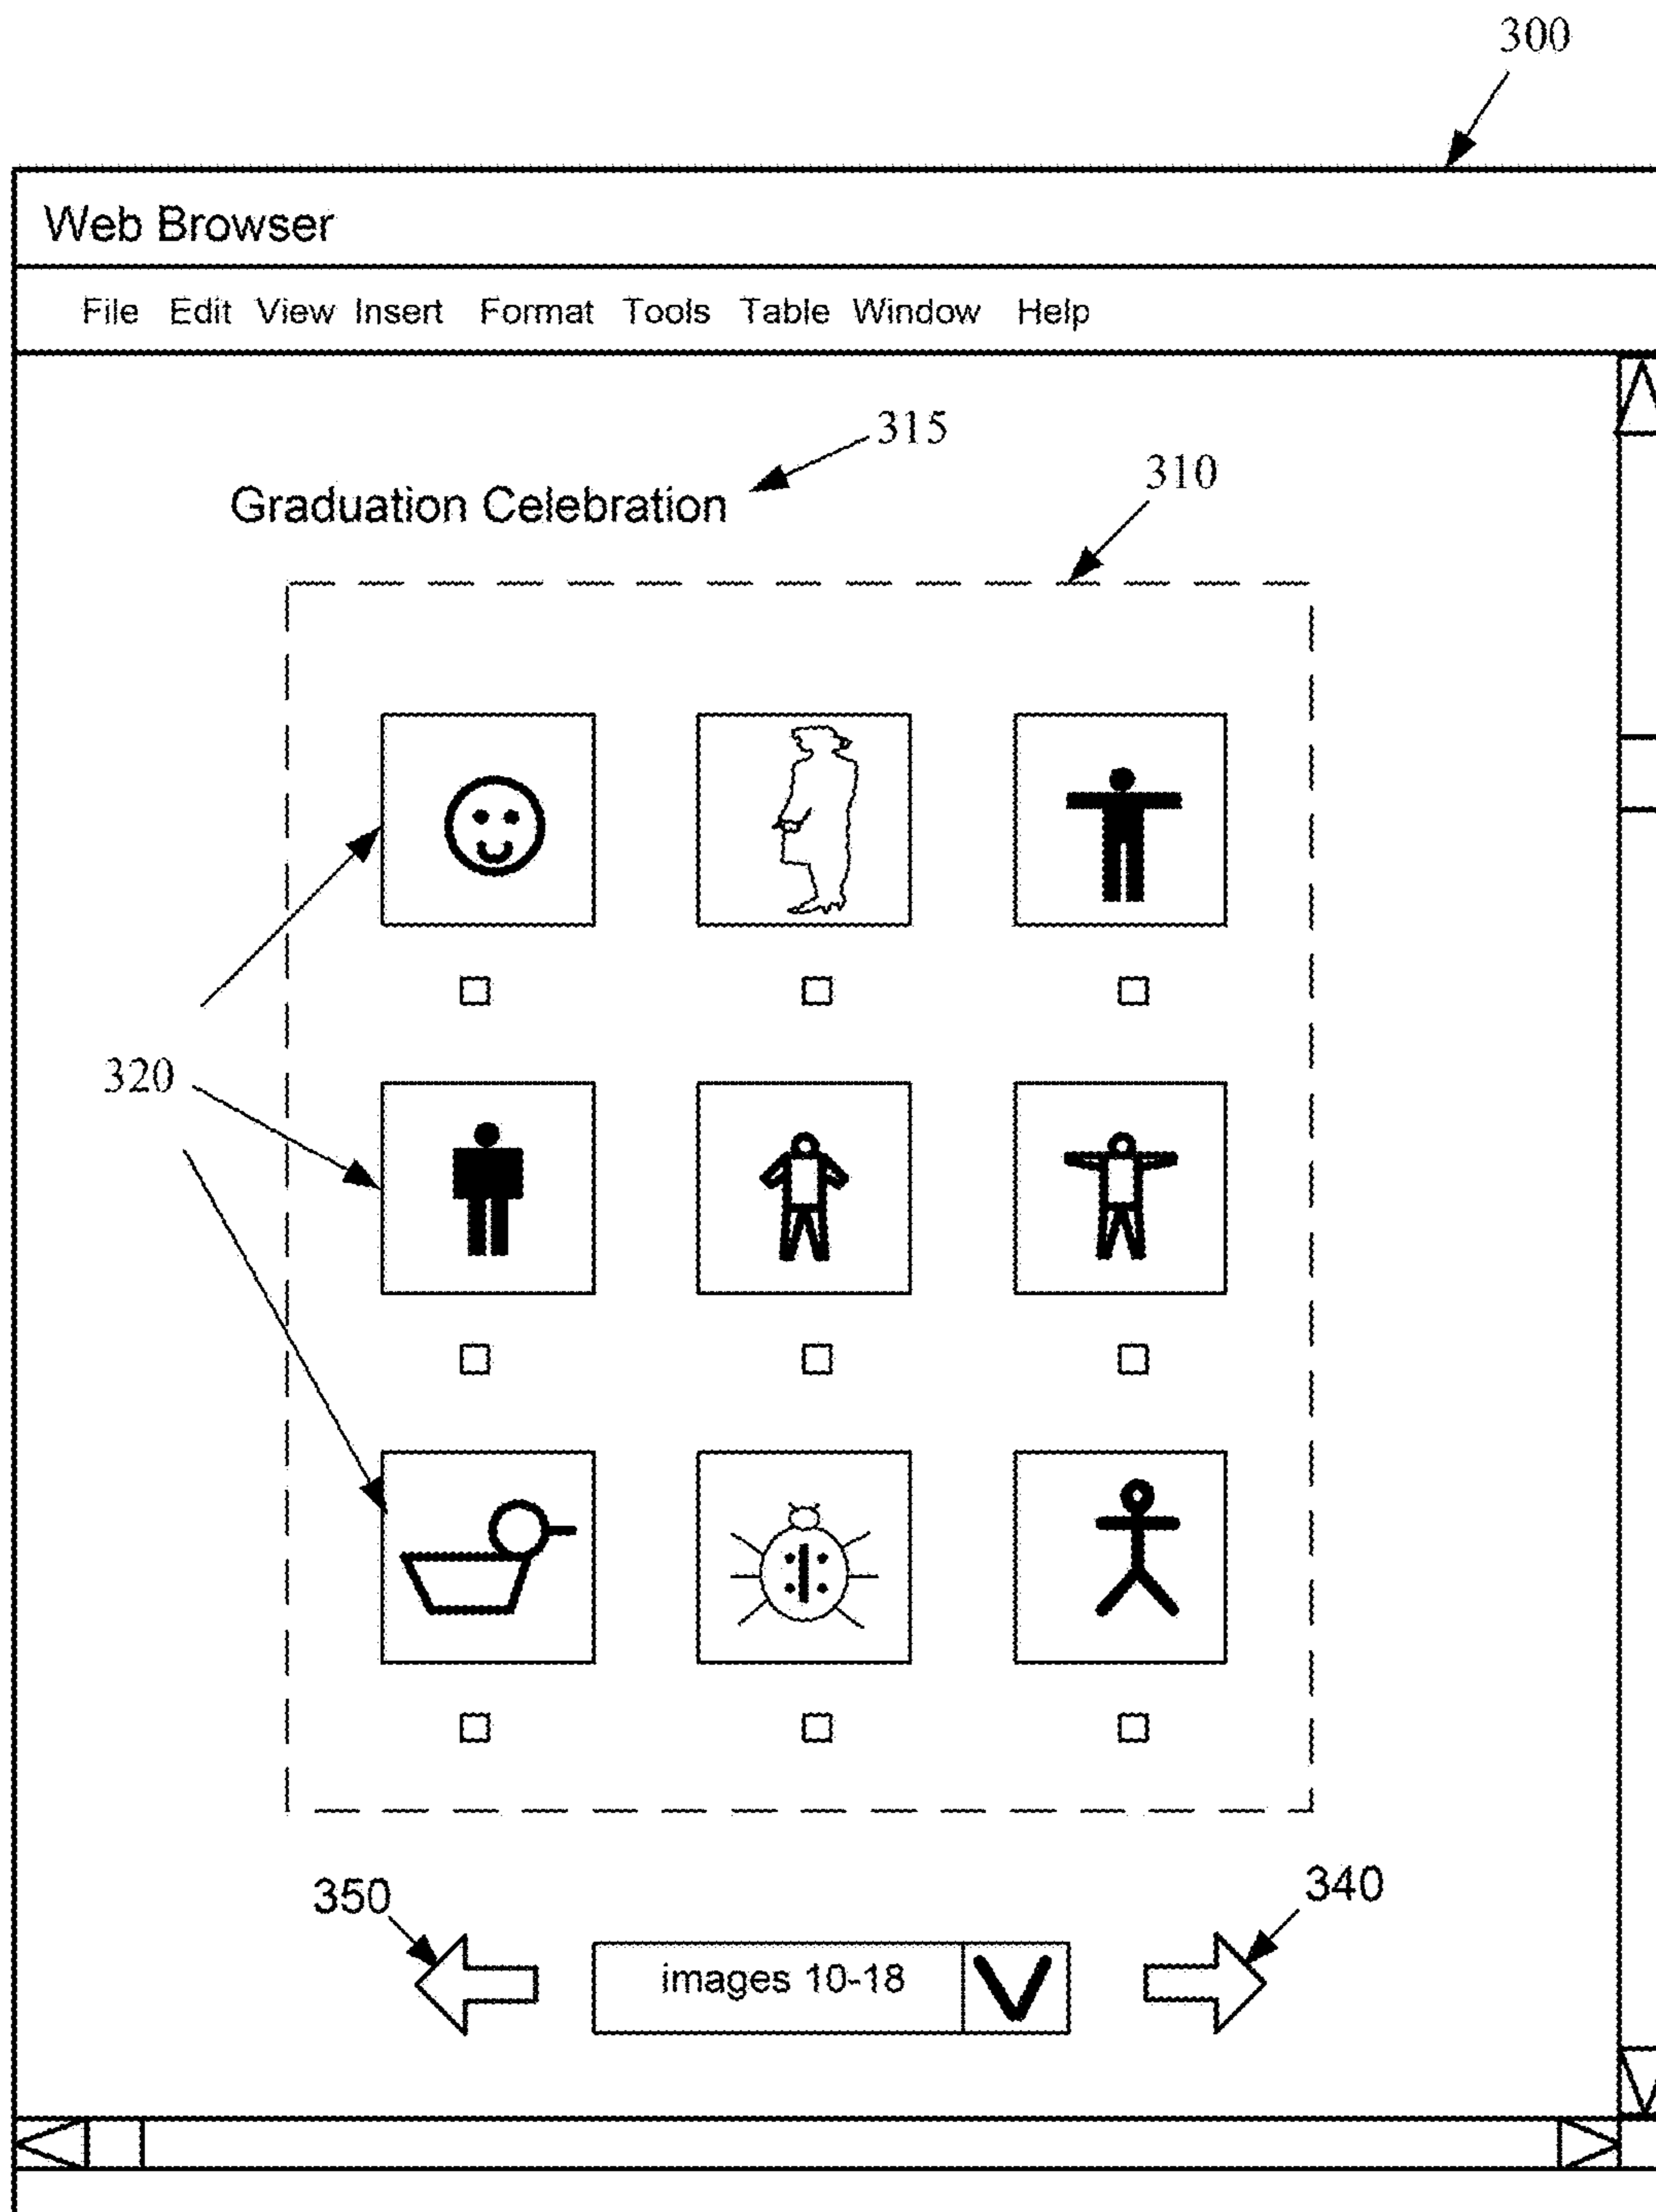 300
Web Browser
File Edit View Insert Format Tools Table Window Help
315
310
Graduation Celebration
320
350
340
images 10-18